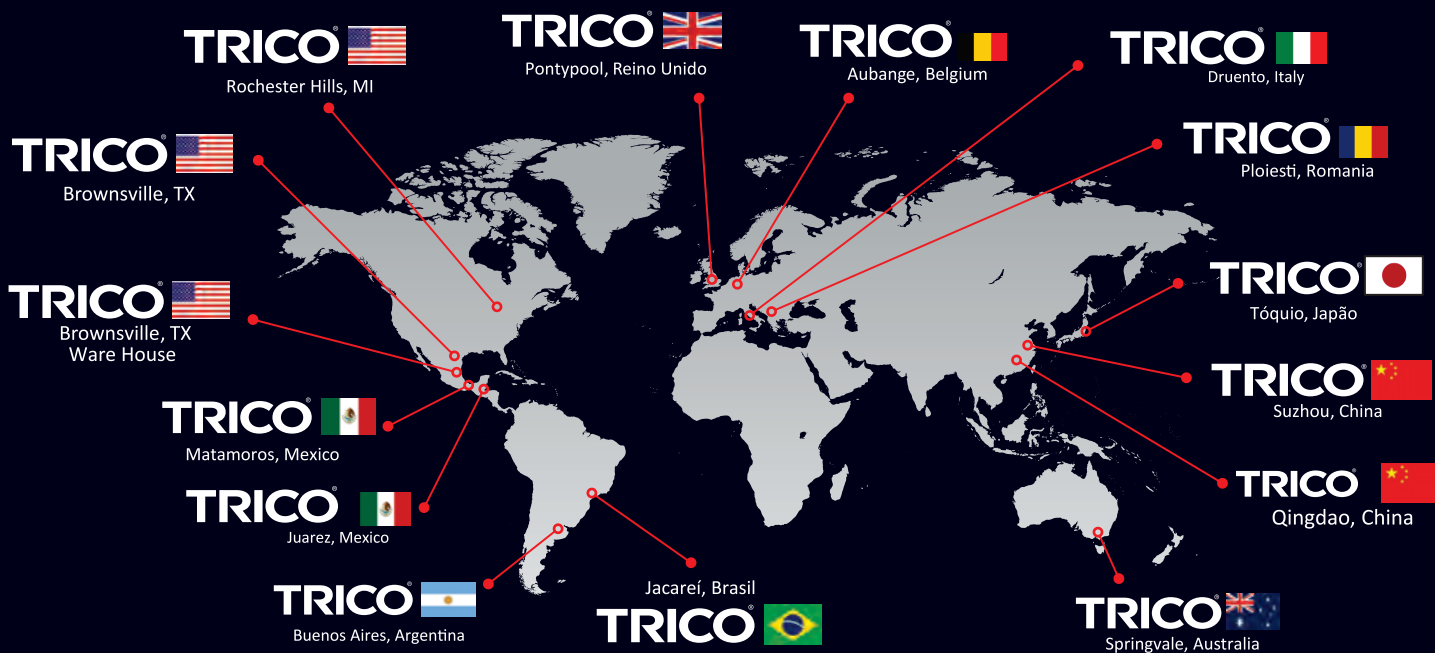 TRICO®
Rochester Hills, MI
TRICO®
Pontypool, Reino Unido
TRICO®
Aubange, Belgium
TRICO®
Druento, Italy
TRICO®
Brownsville, TX
TRICO®
Ploiesti, Romania
TRICO®
Brownsville, TX
Ware House
TRICO®
Tóquio, Japão
TRICO®
Suzhou, China
TRICO®
Matamoros, Mexico
TRICO®
Qingdao, China
TRICO®
Juarez, Mexico
TRICO®
Buenos Aires, Argentina
Jacareí, Brasil
TRICO®
TRICO®
Springvale, Australia